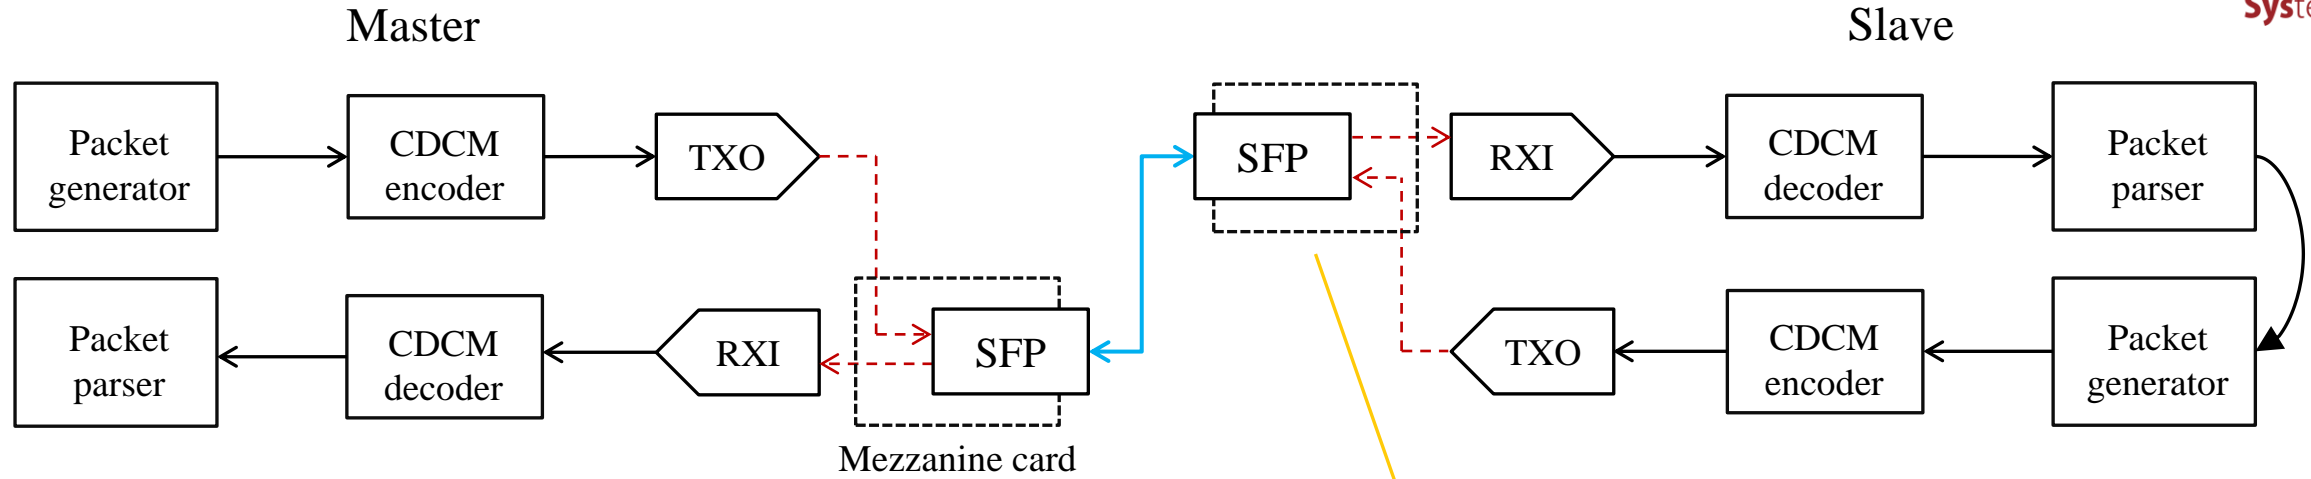 Master
Slave
Packet
generator
CDCM
encoder
TXO
SFP
RXI
CDCM
decoder
Packet
parser
Packet
parser
CDCM
decoder
RXI
SFP
TXO
CDCM
encoder
Packet
generator
Mezzanine card